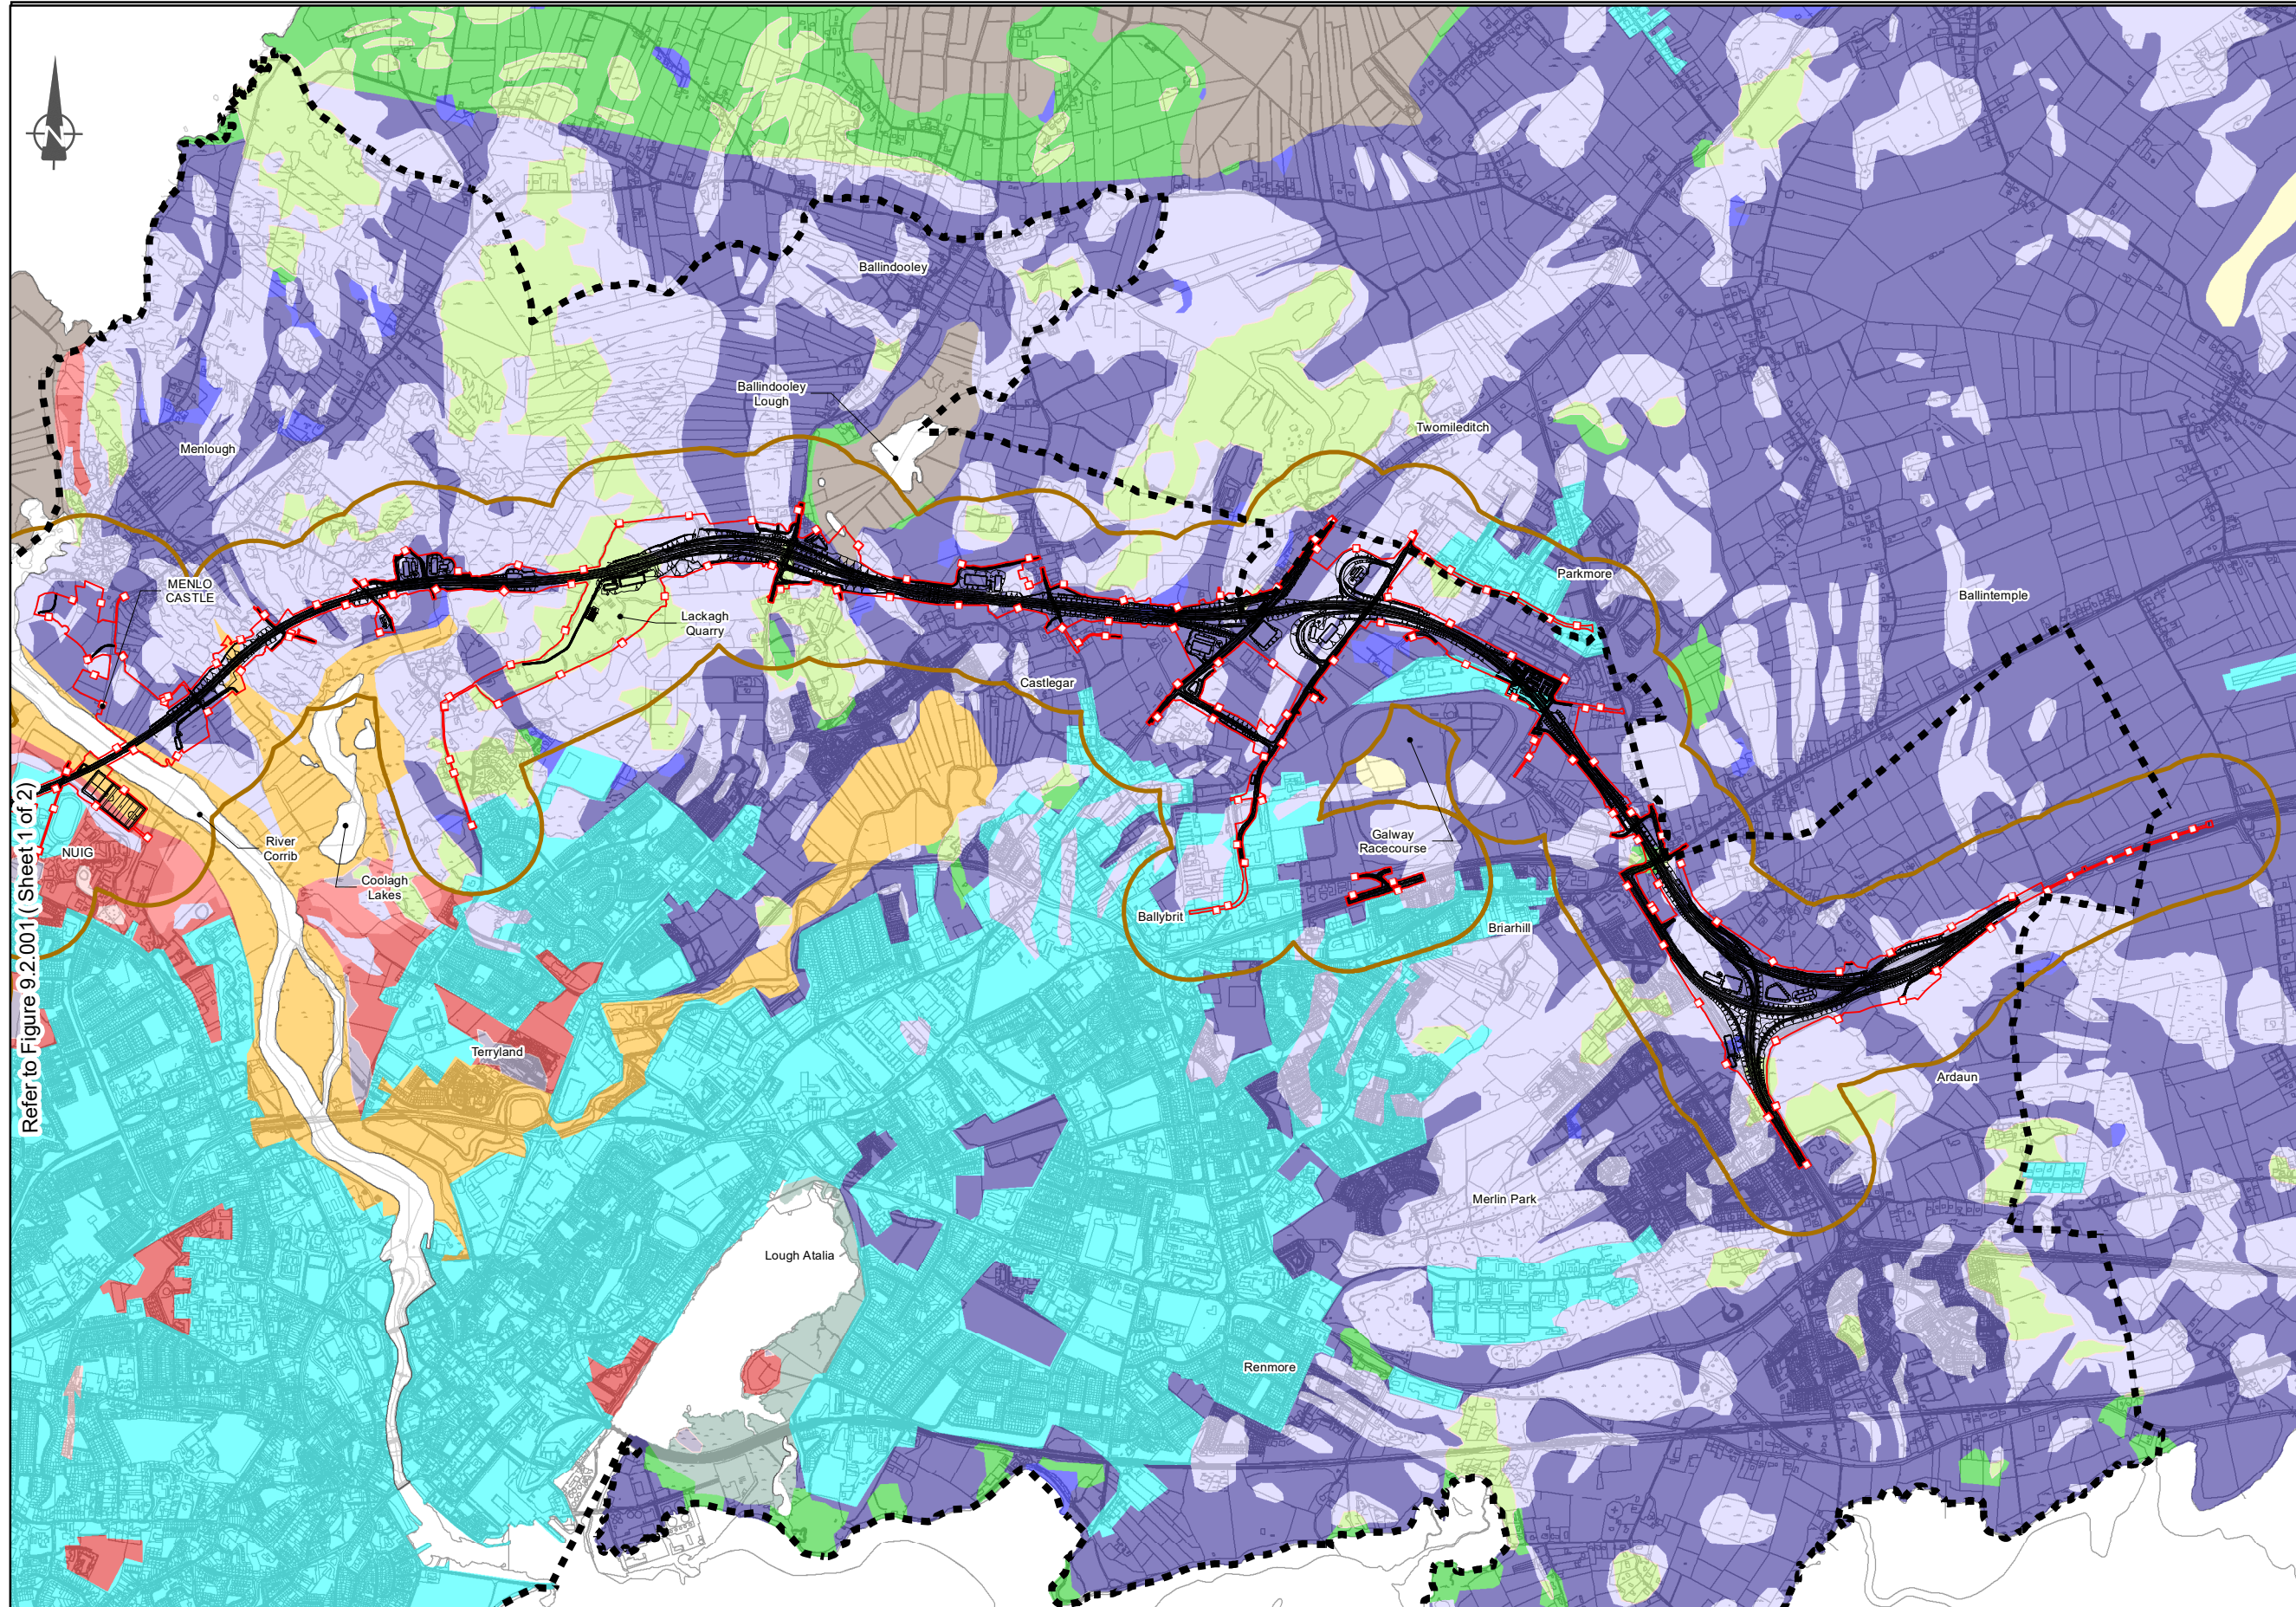 N
Ballindooley
Ballindooley
Lough
Twomileditch
Menlough
MENLO
CASTLE
Parkmore
Ballintemple
Lackagh
Quarry
Castlegar
Refer to Figure 9.2.001 ( Sheet 1 of 2)
NUIG
River
Corrib
Coolagh
Lakes
Galway
Racecourse
Ballybrit
Briarhill
Terryland
Ardaun
Merlin Park
Lough Atalia
Renmore